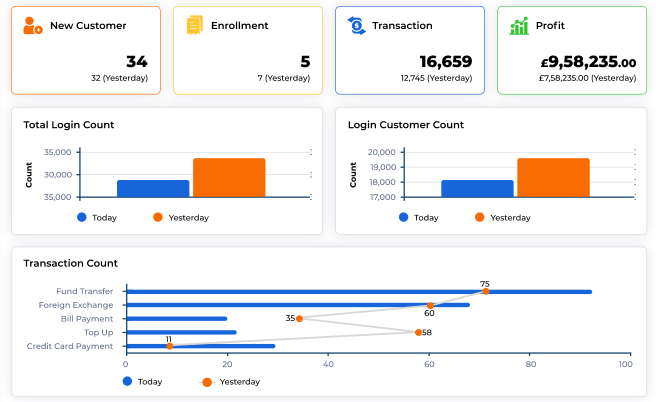 New Customer
34
32 (Yesterday)
Enrollment
5
7 (Yesterday)
Transaction
16,659
12,745 (Yesterday)
Profit
£9,58,235.00
£7,58,235.00 (Yesterday)
Total Login Count
Count
35,000
30,000
35,000
Today
Yesterday
Login Customer Count
Count
20,000
19,000
18,000
17,000
Today
Yesterday
Transaction Count
Fund Transfer
75
Foreign Exchange
60
Bill Payment
35
Top Up
58
Credit Card Payment
11
0
20
40
60
80
100
Today
Yesterday